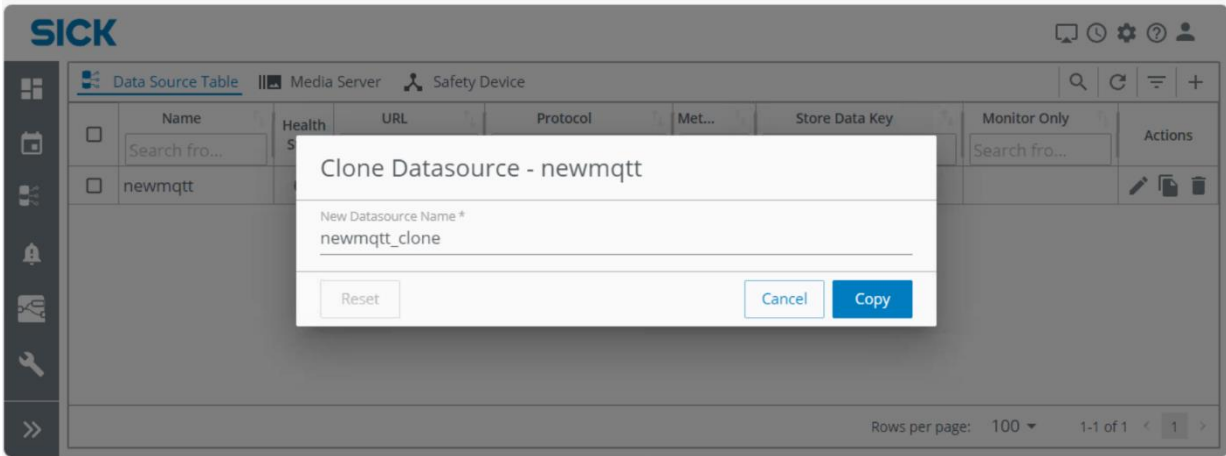 SICK
Data Source Table Media Server Safety Device
Name Health URL Protocol Met... Store Data Key Monitor Only Actions
Search fro... S Search fro...
newmqtt
Clone Datasource - newmqtt
New Datasource Name *
newmqtt_clone
Reset Cancel Copy
Rows per page: 100 1-1 of 1 < 1 >